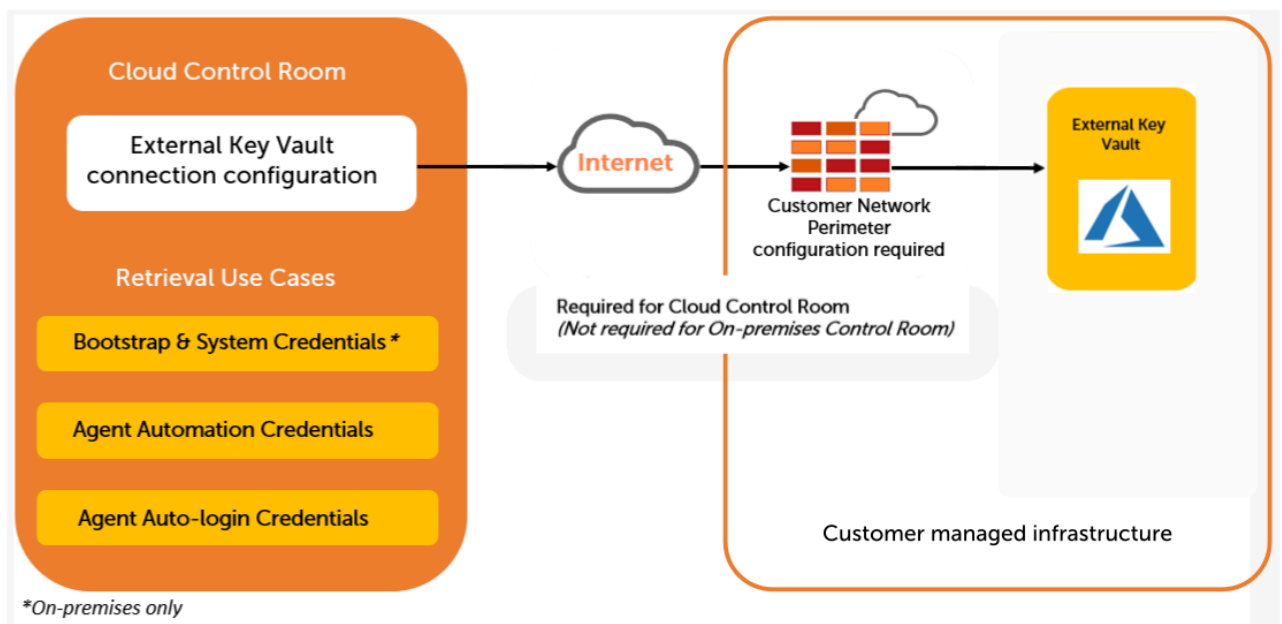 Cloud Control Room
External Key Vault
connection configuration
Retrieval Use Cases
Bootstrap & System Credentials*
Agent Automation Credentials
Agent Auto-login Credentials
*On-premises only
Internet
Customer Network
Perimeter
configuration required
Required for Cloud Control Room
(Not required for On-premises Control Room)
External Key
Vault
Customer managed infrastructure